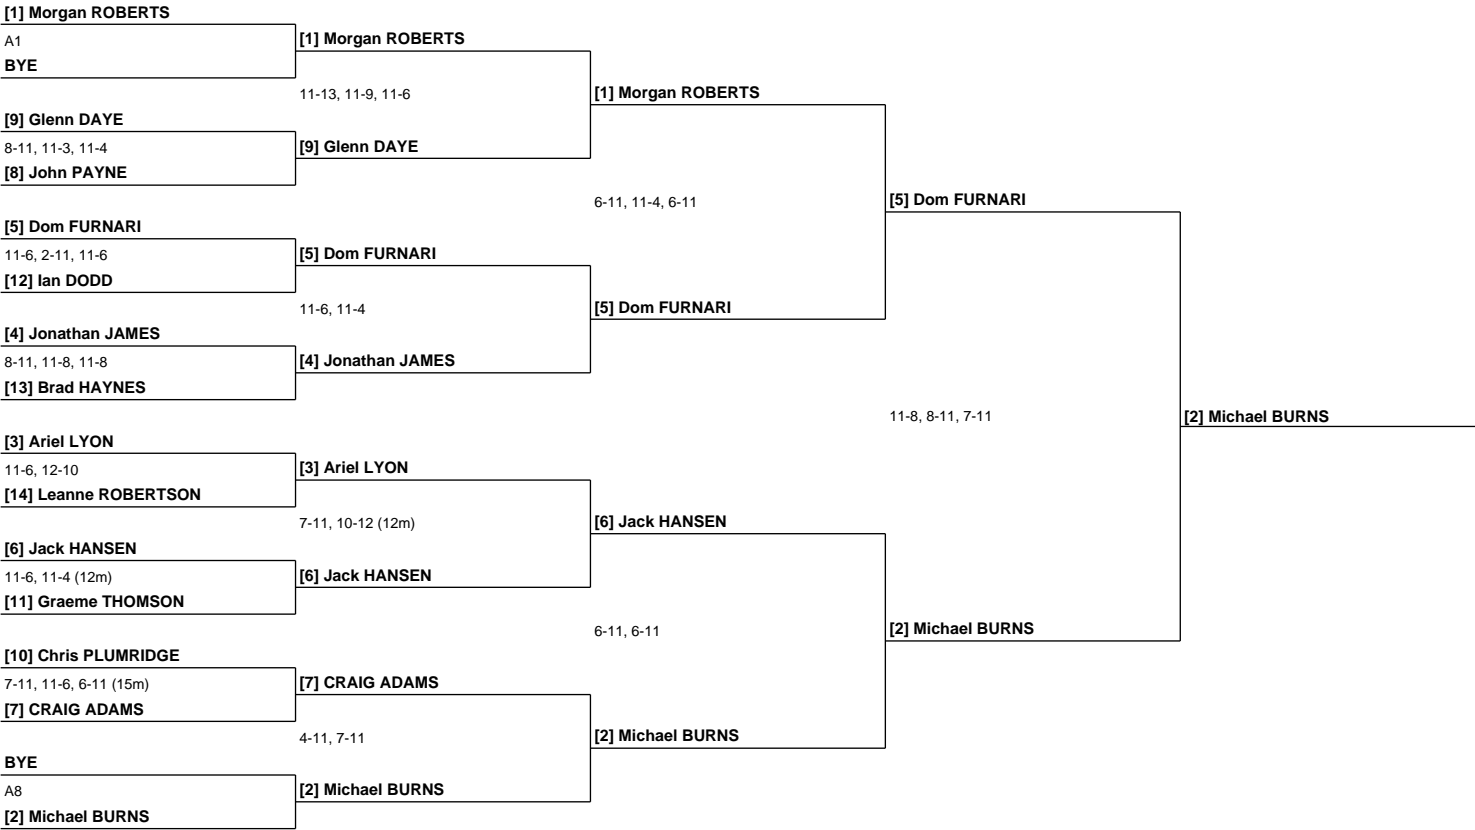 [1] Morgan ROBERTS
A1
BYE
[9] Glenn DAYE
8-11, 11-3, 11-4
[8] John PAYNE
[5] Dom FURNARI
11-6, 2-11, 11-6
[12] Ian DODD
[4] Jonathan JAMES
8-11, 11-8, 11-8
[13] Brad HAYNES
[3] Ariel LYON
11-6, 12-10
[14] Leanne ROBERTSON
[6] Jack HANSEN
11-6, 11-4 (12m)
[11] Graeme THOMSON
[10] Chris PLUMRIDGE
7-11, 11-6, 6-11 (15m)
[7] CRAIG ADAMS
BYE
A8
[2] Michael BURNS
[1] Morgan ROBERTS
11-13, 11-9, 11-6
[9] Glenn DAYE
[5] Dom FURNARI
11-6, 11-4
[4] Jonathan JAMES
[3] Ariel LYON
7-11, 10-12 (12m)
[6] Jack HANSEN
[7] CRAIG ADAMS
4-11, 7-11
[2] Michael BURNS
[1] Morgan ROBERTS
6-11, 11-4, 6-11
[5] Dom FURNARI
[6] Jack HANSEN
6-11, 6-11
[2] Michael BURNS
[5] Dom FURNARI
11-8, 8-11, 7-11
[2] Michael BURNS
[2] Michael BURNS